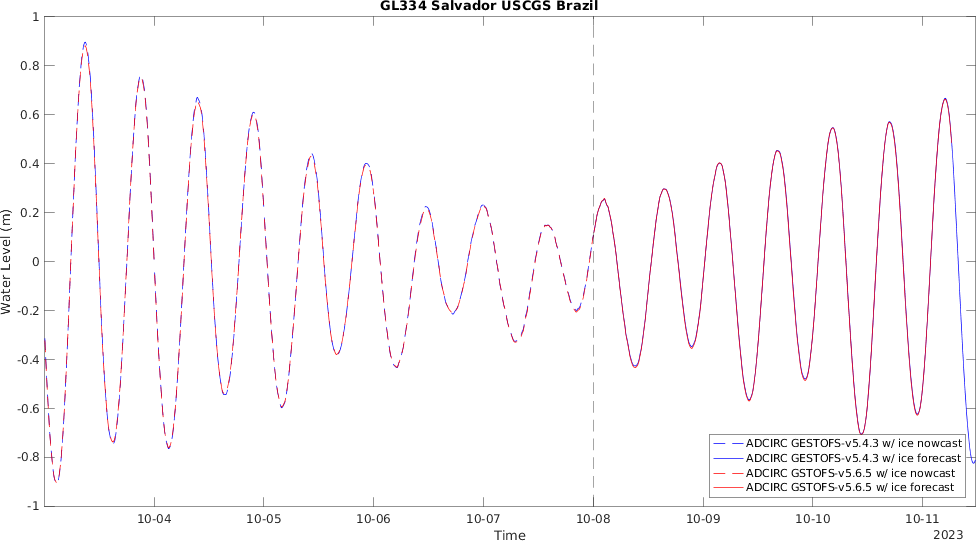 GL334 Salvador USCGS Brazil
1
0.8
0.6
0.4
0.2
0
-0.2
-0.4
-0.6
-0.8
-1
Water Level (m)
10-04 10-05 10-06 10-07 10-08 10-09 10-10 10-11
Time
2023
ADCIRC GESTOFS-v5.4.3 w/ ice nowcast
ADCIRC GESTOFS-v5.4.3 w/ ice forecast
ADCIRC GSTOFS-v5.6.5 w/ ice nowcast
ADCIRC GSTOFS-v5.6.5 w/ ice forecast